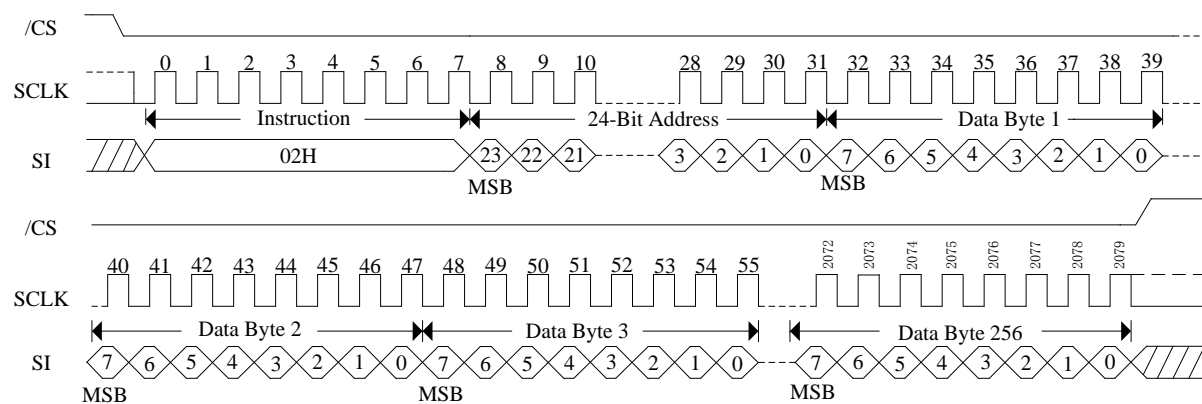 /CS
0 1 2 3 4 5 6 7 8 9 10 28 29 30 31 32 33 34 35 36 37 38 39
SCLK
Instruction 24-Bit Address Data Byte 1
SI 02H 23 22 21 3 2 1 0 7 6 5 4 3 2 1 0
MSB MSB
/CS
40 41 42 43 44 45 46 47 48 49 50 51 52 53 54 55 2072 2073 2074 2075 2076 2077 2078 2079
SCLK
Data Byte 2 Data Byte 3 Data Byte 256
SI 7 6 5 4 3 2 1 0 7 6 5 4 3 2 1 0 7 6 5 4 3 2 1 0
MSB MSB MSB